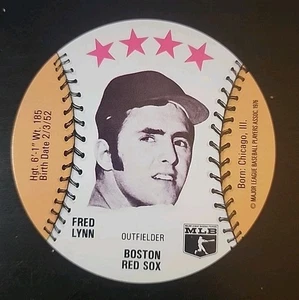 Hgt. 6'-1" Wt. 185
Birth Date 2/3/52
FRED
LYNN
OUTFIELDER
BOSTON
RED SOX
MLB
Born: Chicago, Ill.
© MAJOR LEAGUE BASEBALL PLAYERS ASSOC. 1976